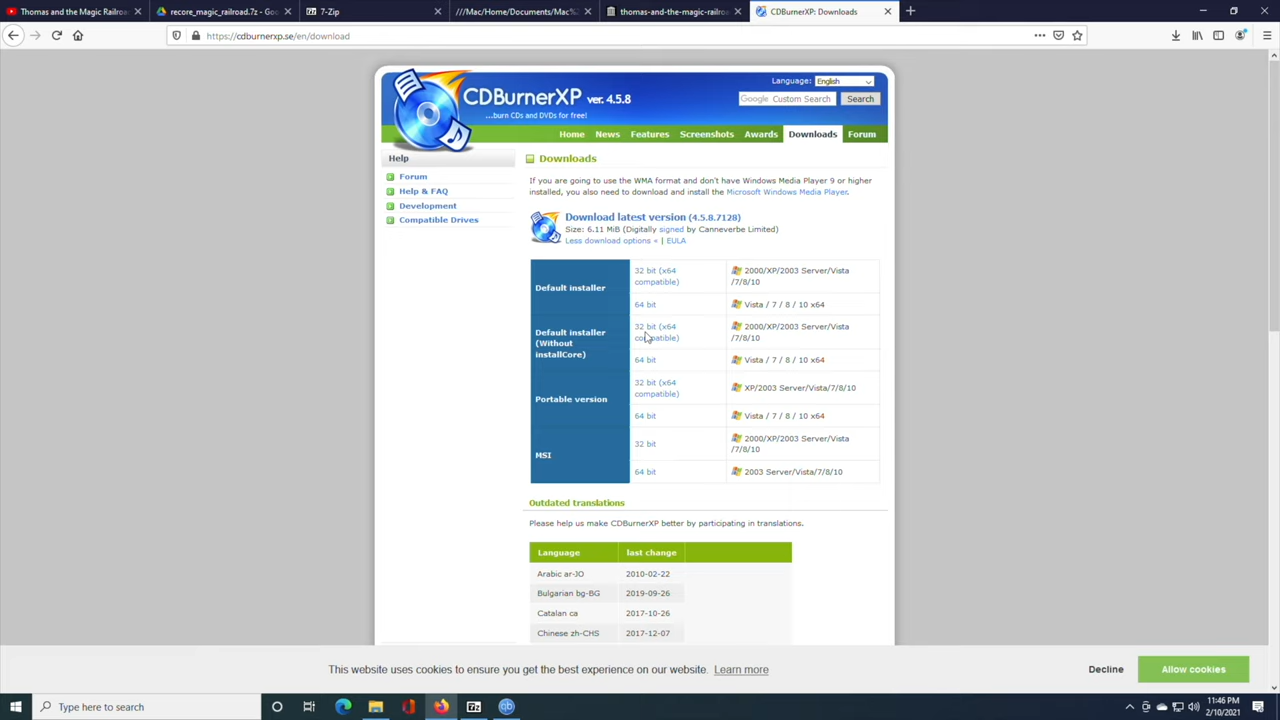 Thomas and the Magic Railroa
recore_magic_railroad.7z - Goo
7-Zip
///Mac/Home/Documents/Mac%
thomas-and-the-magic-railroa
CDBurnerXP: Downloads
https://cdburnerxp.se/en/download
Language: English
CDBurnerXP ver. 4.5.8
Google Custom Search Search
...burn CDs and DVDs for free!
Home News Features Screenshots Awards Downloads Forum
Help
Forum
Help & FAQ
Development
Compatible Drives
Downloads
If you are going to use the WMA format and don't have Windows Media Player 9 or higher
installed, you also need to download and install the Microsoft Windows Media Player.
Download latest version (4.5.8.7128)
Size: 6.11 MiB (Digitally signed by Canneverbe Limited)
Less download options « | EULA
Default installer
32 bit (x64
compatible)
2000/XP/2003 Server/Vista
/7/8/10
64 bit
Vista / 7 / 8 / 10 x64
Default installer
(Without
installCore)
32 bit (x64
compatible)
2000/XP/2003 Server/Vista
/7/8/10
64 bit
Vista / 7 / 8 / 10 x64
Portable version
32 bit (x64
compatible)
XP/2003 Server/Vista/7/8/10
64 bit
Vista / 7 / 8 / 10 x64
MSI
32 bit
2000/XP/2003 Server/Vista
/7/8/10
64 bit
2003 Server/Vista/7/8/10
Outdated translations
Please help us make CDBurnerXP better by participating in translations.
Language last change
Arabic ar-JO 2010-02-22
Bulgarian bg-BG 2019-09-26
Catalan ca 2017-10-26
Chinese zh-CHS 2017-12-07
This website uses cookies to ensure you get the best experience on our website. Learn more
Decline
Allow cookies
Type here to search
7z
qb
11:46 PM
2/10/2021